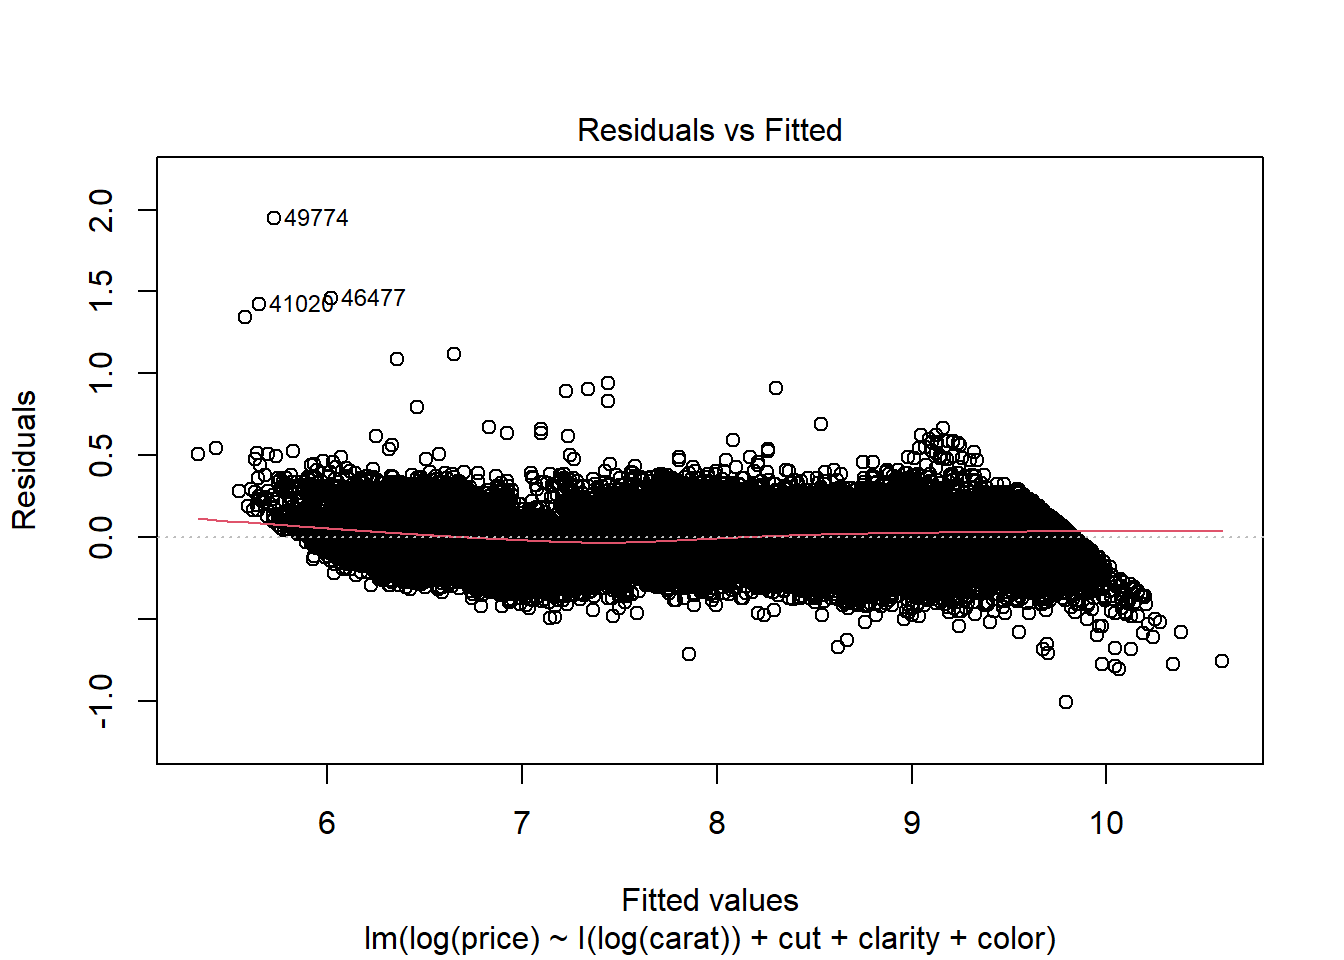 Residuals vs Fitted
2.0
1.5
1.0
0.5
0.0
-1.0
Residuals
49774
46477
41020
6 7 8 9 10
Fitted values
lm(log(price) ~ I(log(carat)) + cut + clarity + color)